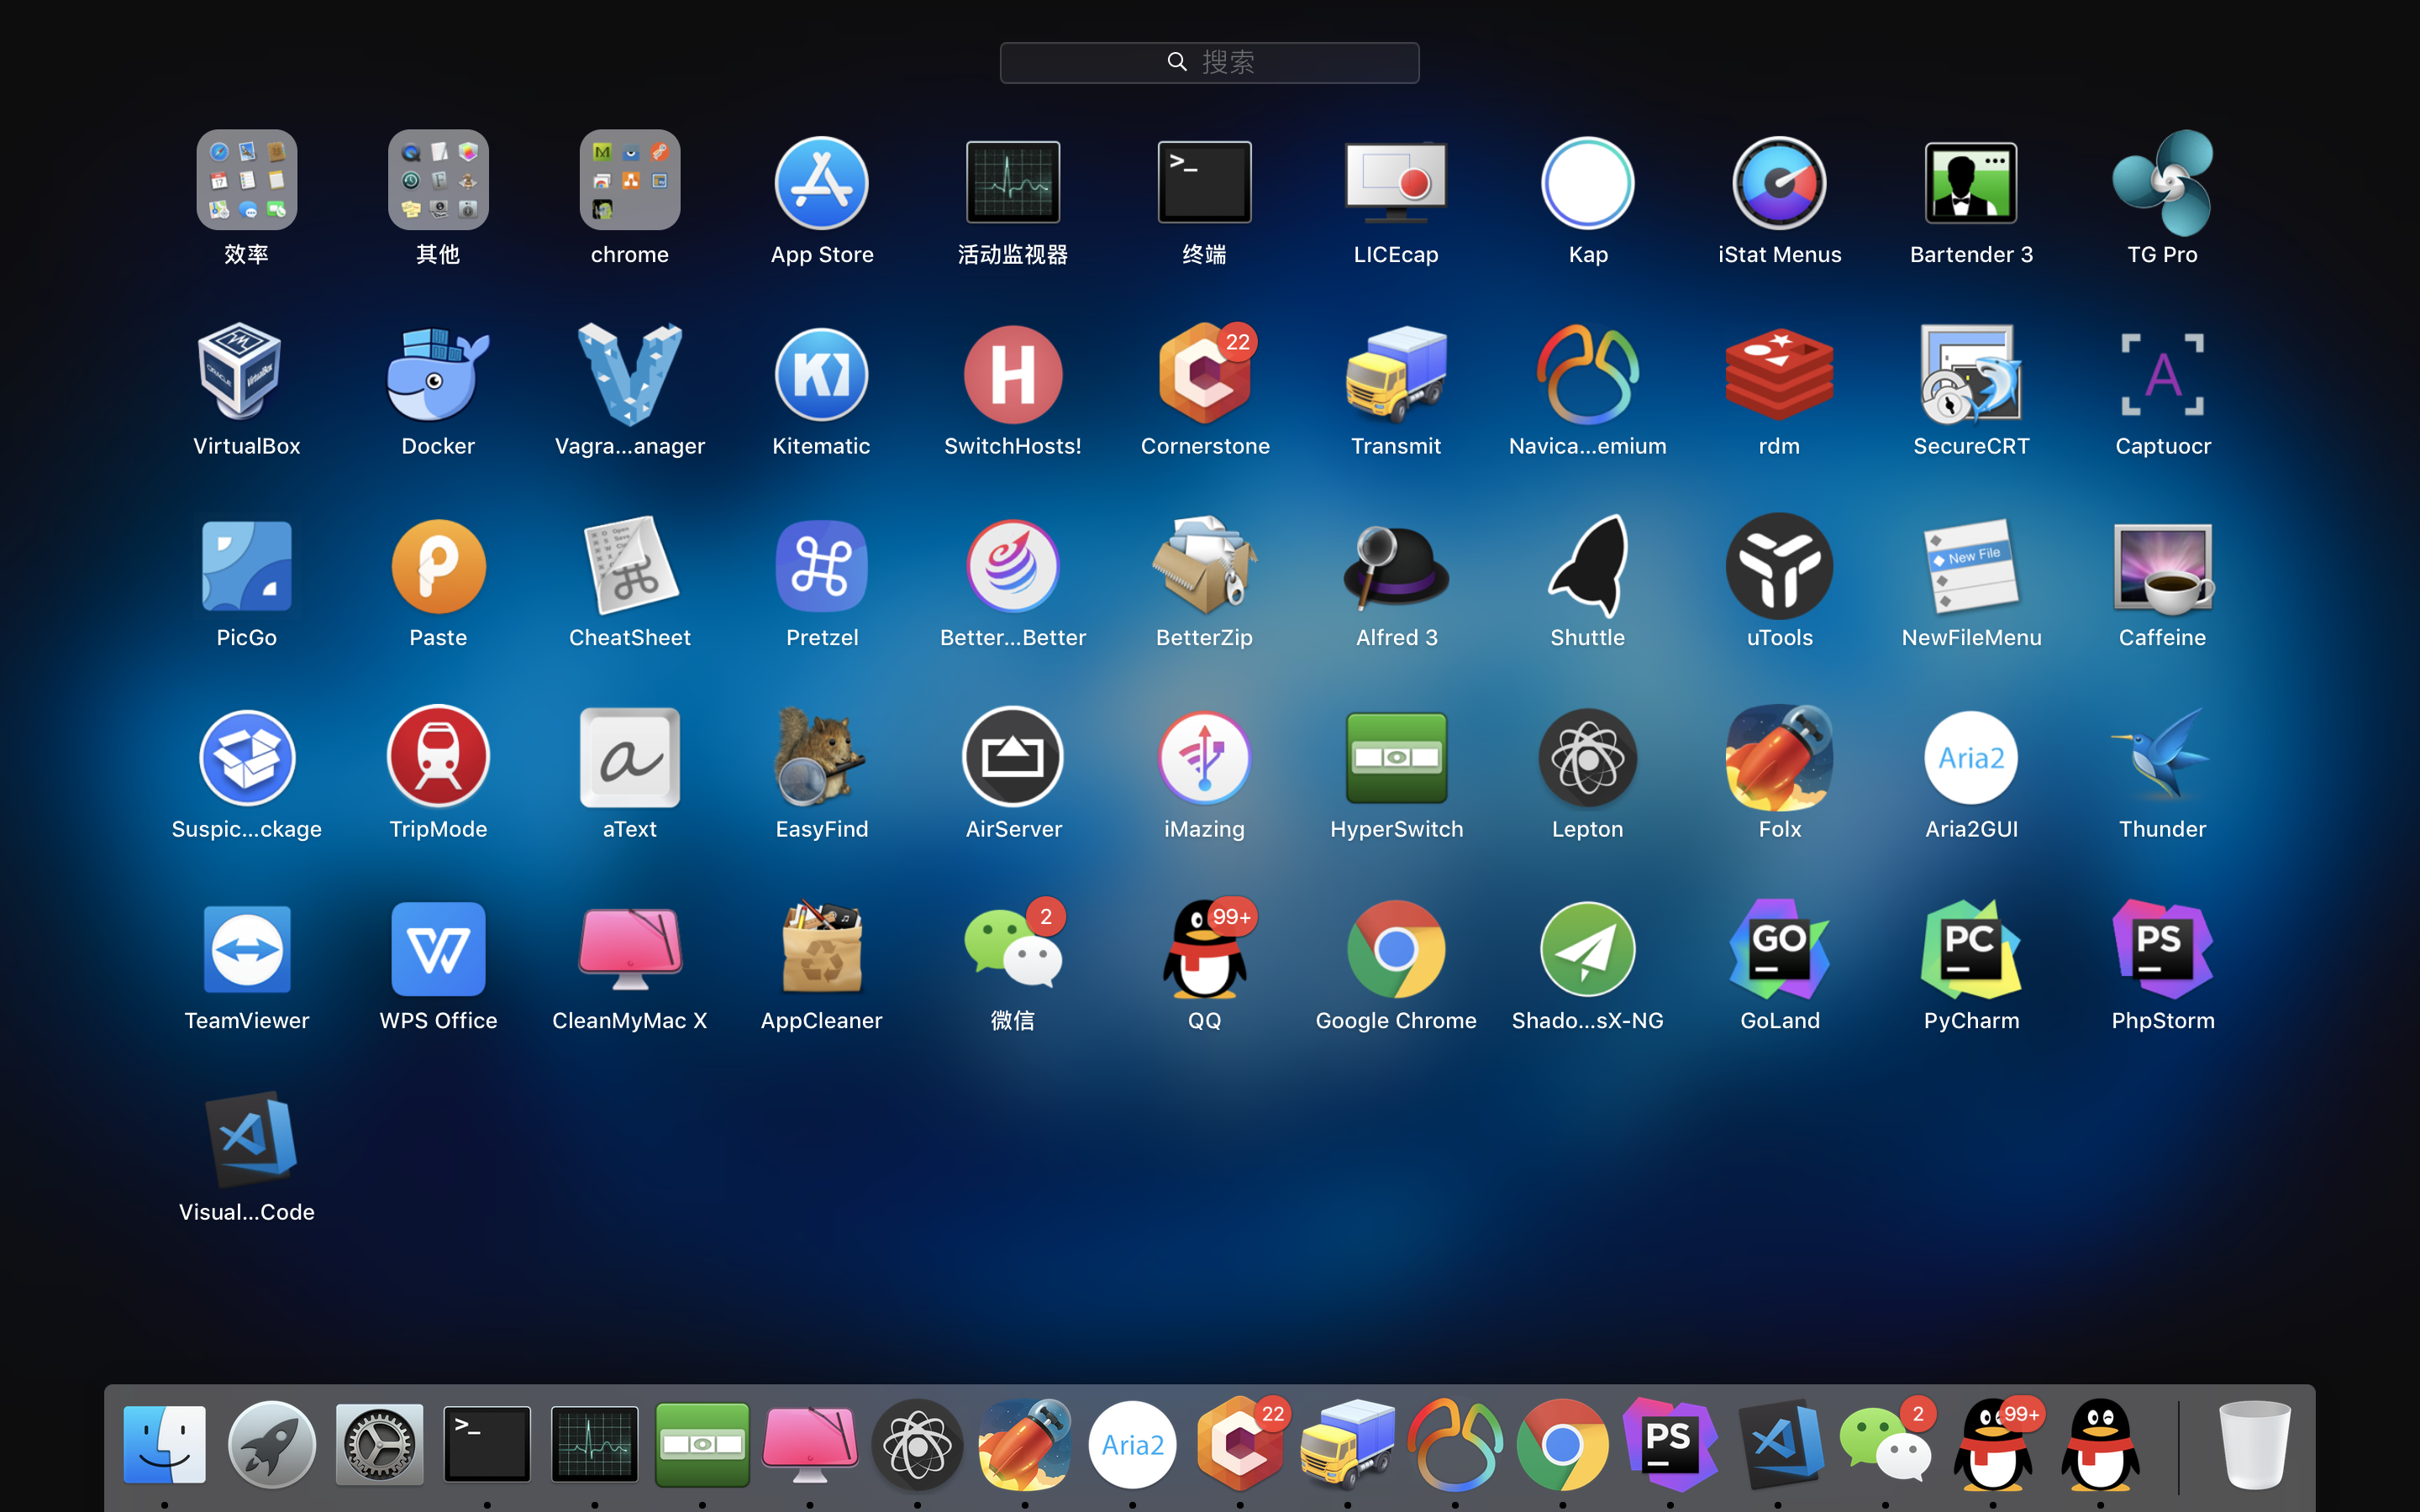 搜索
效率
其他
chrome
App Store
活动监视器
终端
LICEcap
Kap
iStat Menus
Bartender 3
TG Pro
22
VirtualBox
Docker
Vagra...anager
Kitematic
SwitchHosts!
Cornerstone
Transmit
Navica...emium
rdm
SecureCRT
Captuocr
New File
PicGo
Paste
CheatSheet
Pretzel
Better...Better
BetterZip
Alfred 3
Shuttle
uTools
NewFileMenu
Caffeine
a
Aria2
Suspic...ckage
TripMode
aText
EasyFind
AirServer
iMazing
HyperSwitch
Lepton
Folx
Aria2GUI
Thunder
2
99+
GO
PC
PS
TeamViewer
WPS Office
CleanMyMac X
AppCleaner
微信
QQ
Google Chrome
Shado...sX-NG
GoLand
PyCharm
PhpStorm
Visual...Code
>_
Aria2
22
PS
2
99+